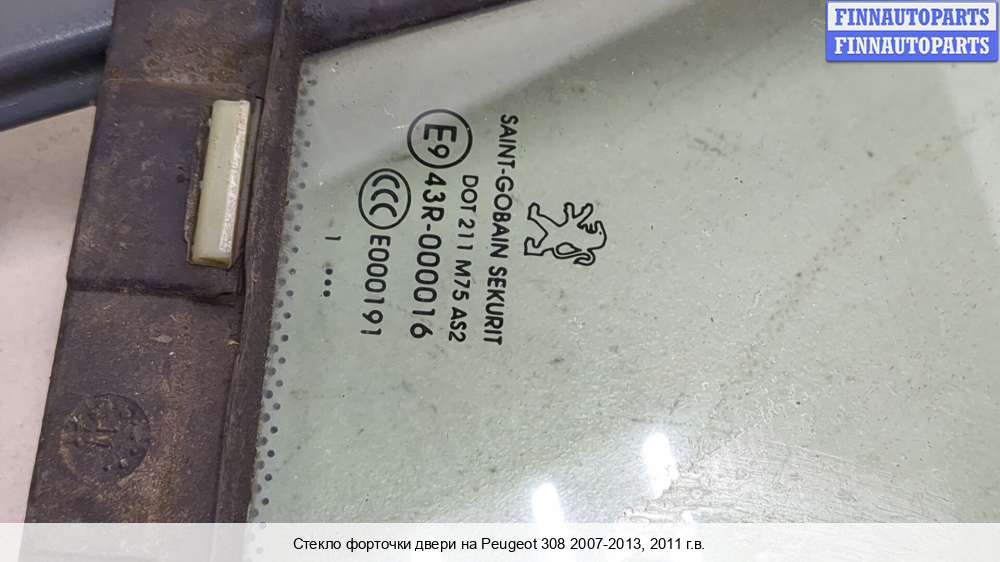 FINNAUTOPARTS
FINNAUTOPARTS
SAINT-GOBAIN SEKURIT
DOT 211 M75 AS2
E9 43R-000016
CCC E000191
1 ...
Стекло форточки двери на Peugeot 308 2007-2013, 2011 г.в.